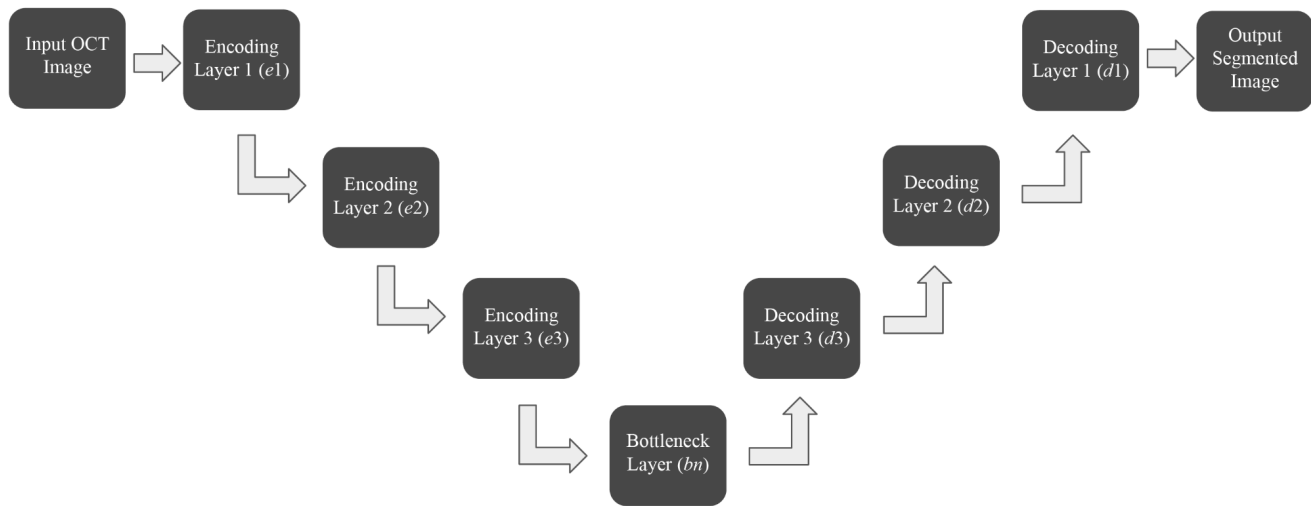 Input OCT
Image
Encoding
Layer 1 (e1)
Encoding
Layer 2 (e2)
Encoding
Layer 3 (e3)
Bottleneck
Layer (bn)
Decoding
Layer 3 (d3)
Decoding
Layer 2 (d2)
Decoding
Layer 1 (d1)
Output
Segmented
Image